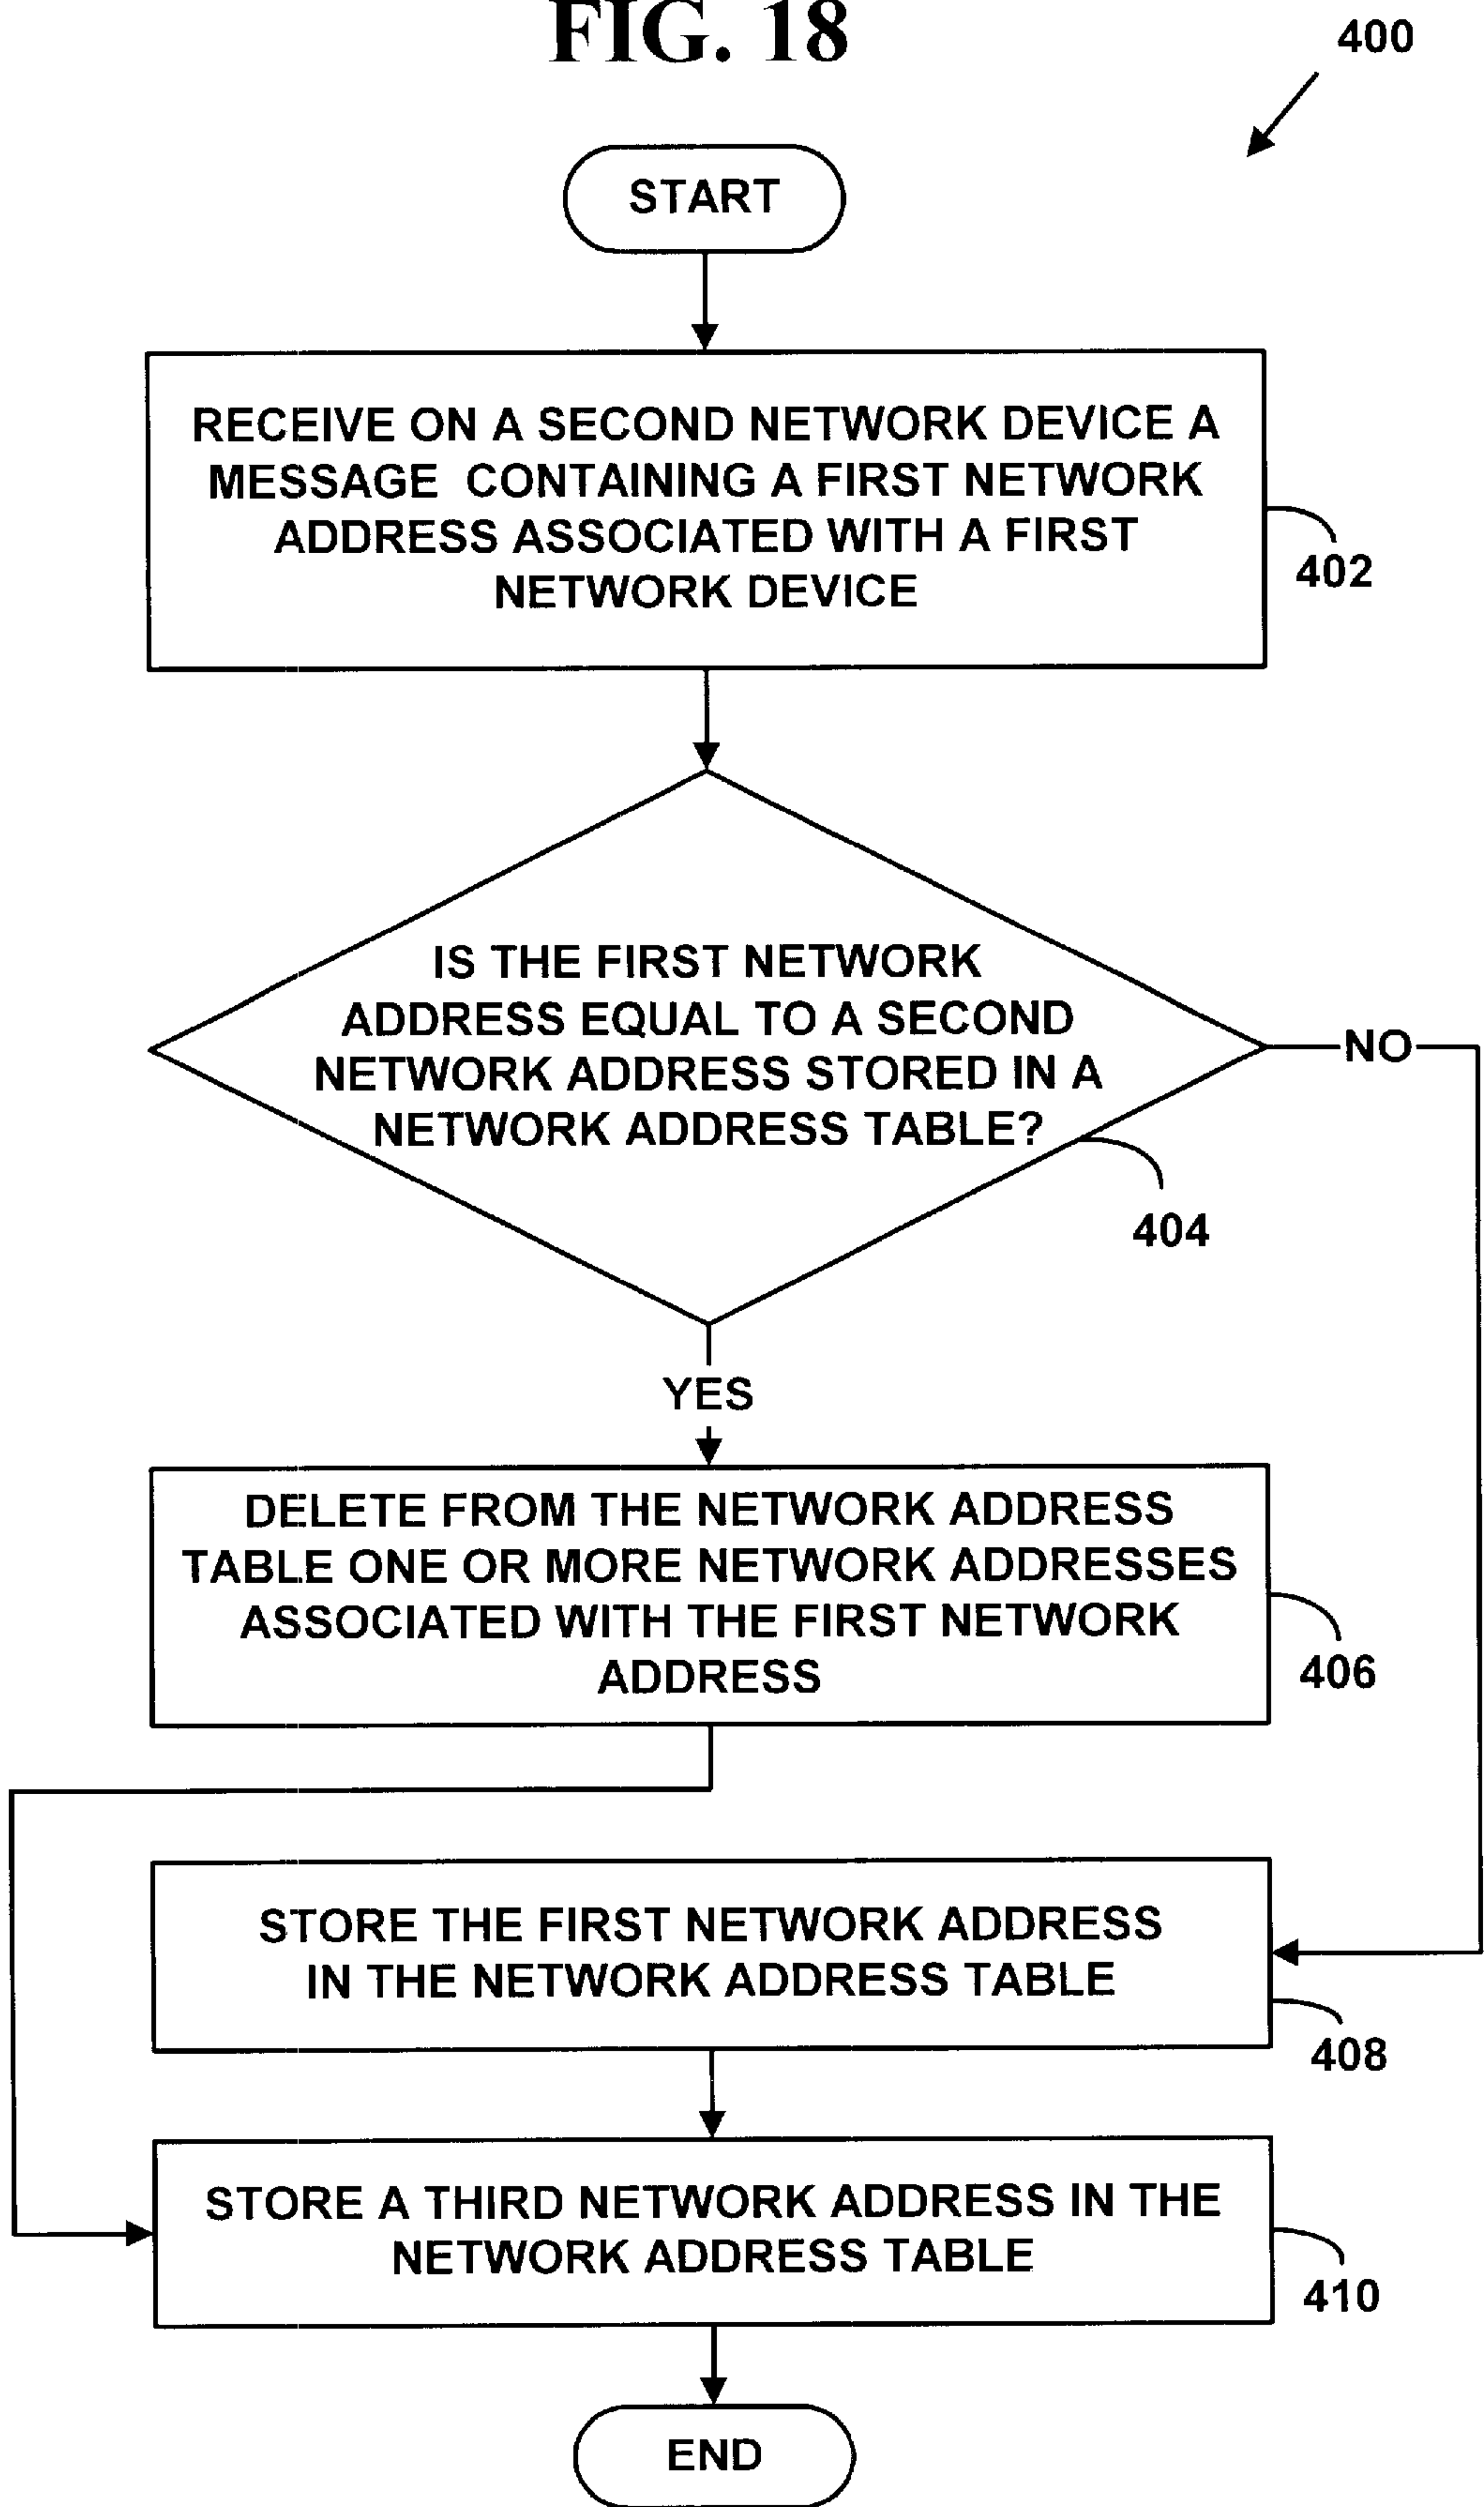 FIG. 18
400
START
RECEIVE ON A SECOND NETWORK DEVICE A
MESSAGE CONTAINING A FIRST NETWORK
ADDRESS ASSOCIATED WITH A FIRST
NETWORK DEVICE
402
IS THE FIRST NETWORK
ADDRESS EQUAL TO A SECOND
NETWORK ADDRESS STORED IN A
NETWORK ADDRESS TABLE?
NO
404
YES
DELETE FROM THE NETWORK ADDRESS
TABLE ONE OR MORE NETWORK ADDRESSES
ASSOCIATED WITH THE FIRST NETWORK
ADDRESS
406
STORE THE FIRST NETWORK ADDRESS
IN THE NETWORK ADDRESS TABLE
408
STORE A THIRD NETWORK ADDRESS IN THE
NETWORK ADDRESS TABLE
410
END